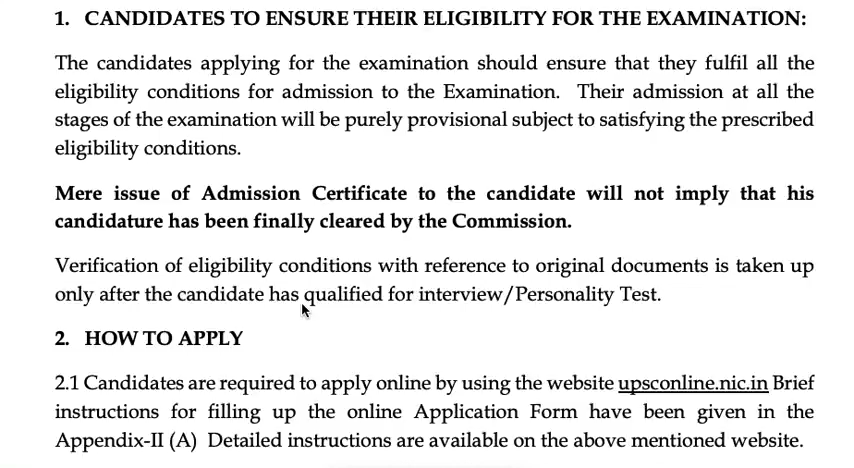 1. CANDIDATES TO ENSURE THEIR ELIGIBILITY FOR THE EXAMINATION:
The candidates applying for the examination should ensure that they fulfil all the
eligibility conditions for admission to the Examination. Their admission at all the
stages of the examination will be purely provisional subject to satisfying the prescribed
eligibility conditions.
Mere issue of Admission Certificate to the candidate will not imply that his
candidature has been finally cleared by the Commission.
Verification of eligibility conditions with reference to original documents is taken up
only after the candidate has qualified for interview/Personality Test.
2. HOW TO APPLY
2.1 Candidates are required to apply online by using the website upsconline.nic.in Brief
instructions for filling up the online Application Form have been given in the
Appendix-II (A) Detailed instructions are available on the above mentioned website.